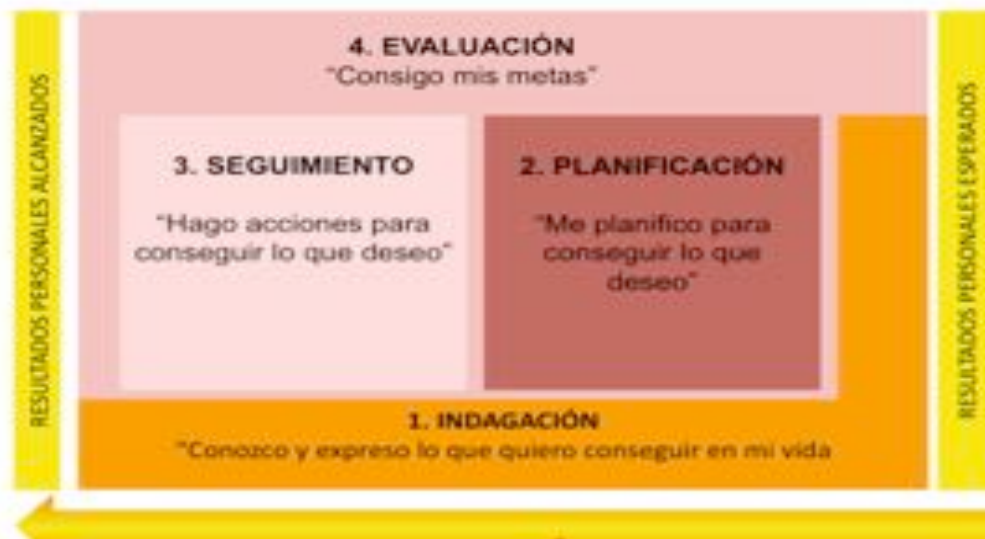 RESULTADOS PERSONALES ALCANZADOS
4. EVALUACIÓN
"Consigo mis metas"
3. SEGUIMIENTO
"Hago acciones para
conseguir lo que deseo"
2. PLANIFICACIÓN
"Me planifico para
conseguir lo que
deseo"
1. INDAGACIÓN
"Conozco y expreso lo que quiero conseguir en mi vida
RESULTADOS PERSONALES ESPERADOS